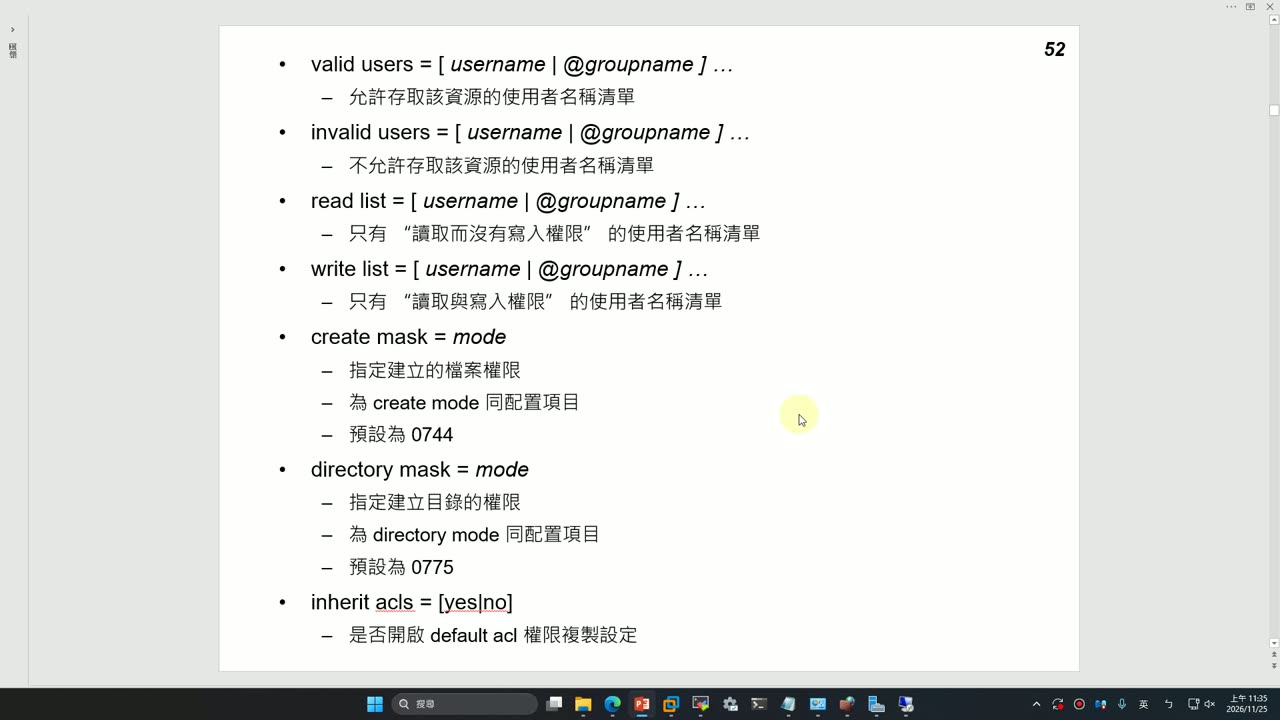 52
• valid users = [ username | @groupname ] …
– 允許存取該資源的使用者名稱清單
• invalid users = [ username | @groupname ] …
– 不允許存取該資源的使用者名稱清單
• read list = [ username | @groupname ] …
– 只有 “讀取而沒有寫入權限” 的使用者名稱清單
• write list = [ username | @groupname ] …
– 只有 “讀取與寫入權限” 的使用者名稱清單
• create mask = mode
– 指定建立的檔案權限
– 為 create mode 同配置項目
– 預設為 0744
• directory mask = mode
– 指定建立目錄的權限
– 為 directory mode 同配置項目
– 預設為 0775
• inherit acls = [yes|no]
– 是否開啟 default acl 權限複製設定
搜尋
英
上午 11:35
2026/11/25